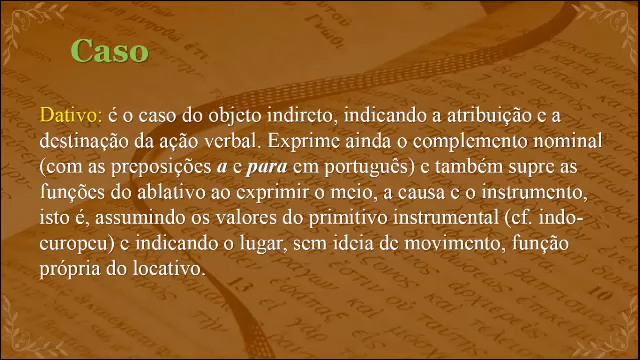 Caso
Dativo: é o caso do objeto indireto, indicando a atribuição e a
destinação da ação verbal. Exprime ainda o complemento nominal
(com as preposições a e para em português) e também supre as
funções do ablativo ao exprimir o meio, a causa e o instrumento,
isto é, assumindo os valores do primitivo instrumental (cf. indo-
europeu) e indicando o lugar, sem ideia de movimento, função
própria do locativo.
13
10